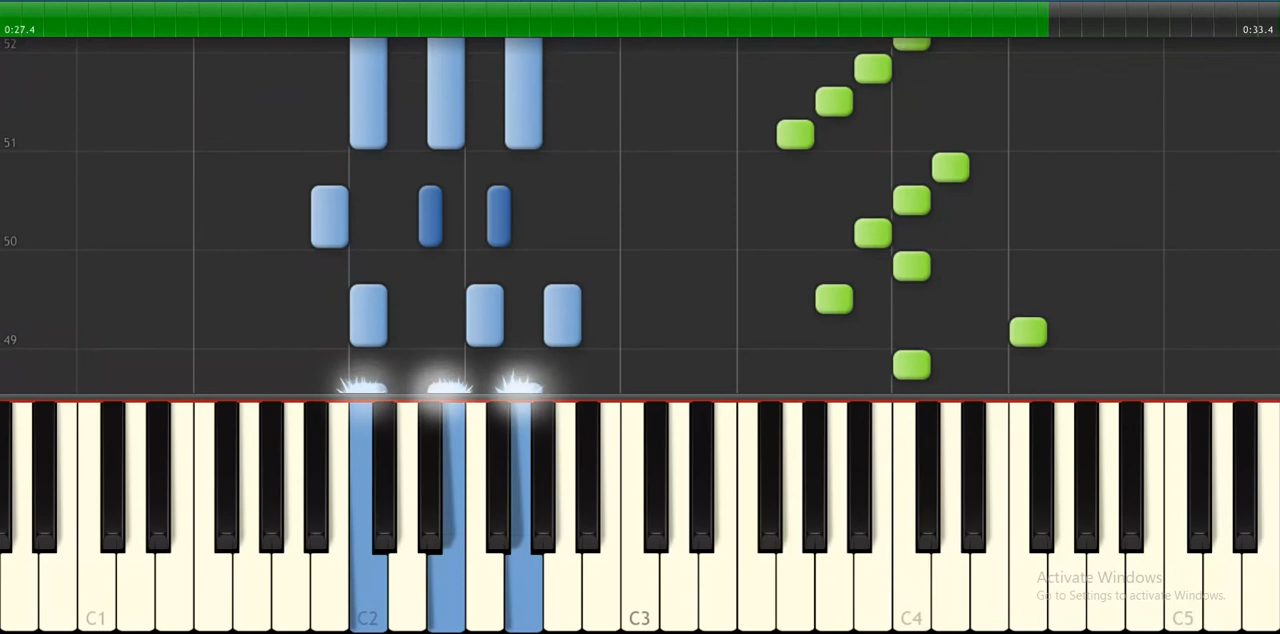 0:27.4
0:33.4
52
51
50
49
C1
C2
C3
C4
C5
Activate Windows
Go to Settings to activate Windows.